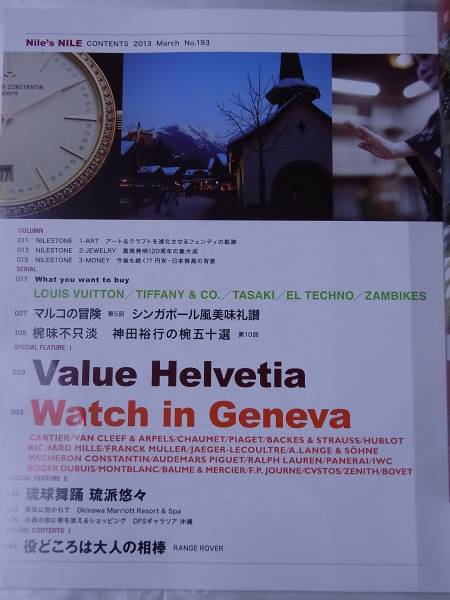 Nile's NILE CONTENTS 2013 March No.193
CONSTANTIN
GENEVE
17
COLUMN
011 NILESTONE 1-ART アート&クラフトを進化させるフェンディの軌跡
013 NILESTONE 2-JEWELRY 真珠発明120周年の集大成
015 NILESTONE 3-MONEY 今後も続く!? 円安・日本株高の背景
SERIAL
017 What you want to buy
LOUIS VUITTON/TIFFANY & CO./TASAKI/EL TECHNO/ZAMBIKES
027 マルコの冒険 第5回 シンガポール風美味礼讃
108 椀味不只淡 神田裕行の椀五十選 第10回
SPECIAL FEATURE I
029 Value Helvetia
053 Watch in Geneva
CARTIER/VAN CLEEF & ARPELS/CHAUMET/PIAGET/BACKES & STRAUSS/HUBLOT
RICHARD MILLE/FRANCK MULLER/JAEGER-LECOULTRE/A.LANGE & SÖHNE
VACHERON CONSTANTIN/AUDEMARS PIGUET/RALPH LAUREN/PANERAI/IWC
ROGER DUBUIS/MONTBLANC/BAUME & MERCIER/F.P. JOURNE/CVSTOS/ZENITH/BOVET
SPECIAL FEATURE II
琉球舞踊 琉派悠々
Okinawa Marriott Resort & Spa
沖縄の旅に華を添えるショッピング DFSギャラリア 沖縄
SPECIAL CONTENTS I
役どころは大人の相棒 RANGE ROVER